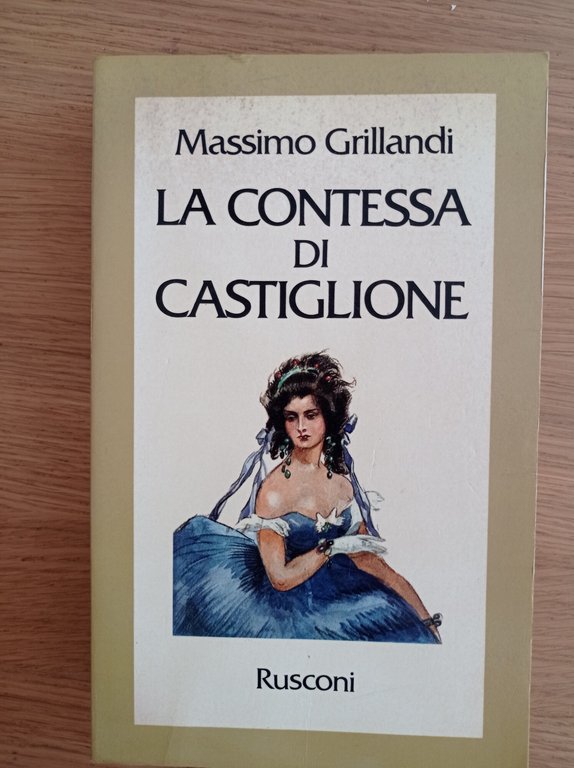 Massimo Grillandi
LA CONTESSA
DI
CASTIGLIONE
Rusconi